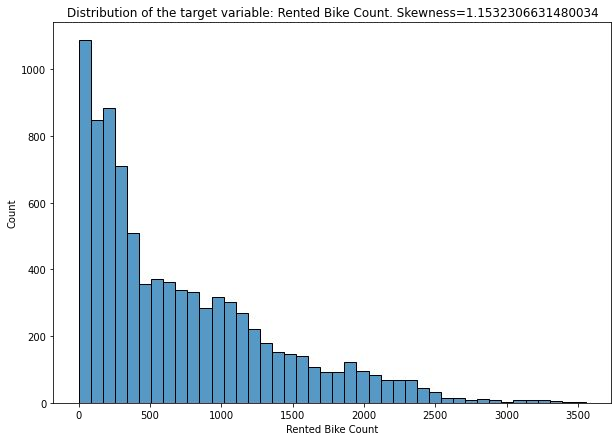 Distribution of the target variable: Rented Bike Count. Skewness=1.1532306631480034
1000
800
600
400
200
0
Count
0 500 1000 1500 2000 2500 3000 3500
Rented Bike Count